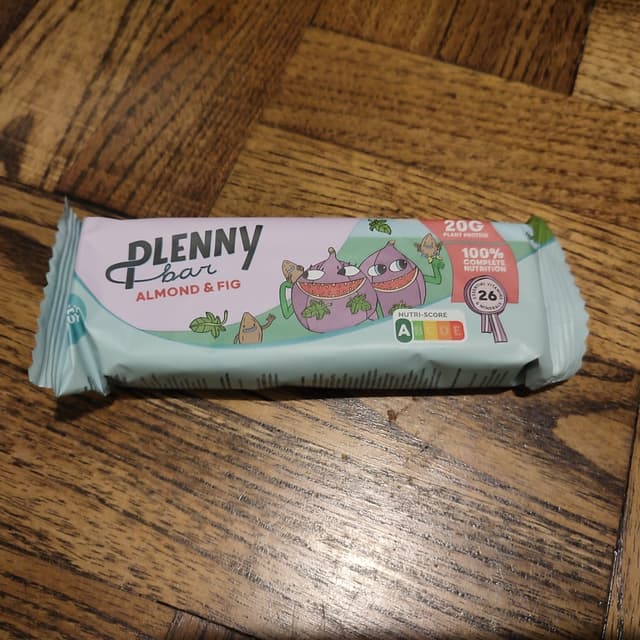 PLENNY
bar
ALMOND & FIG
20G
PLANT PROTEIN
100%
COMPLETE
NUTRITION
26
NUTRI-SCORE
A B C D E